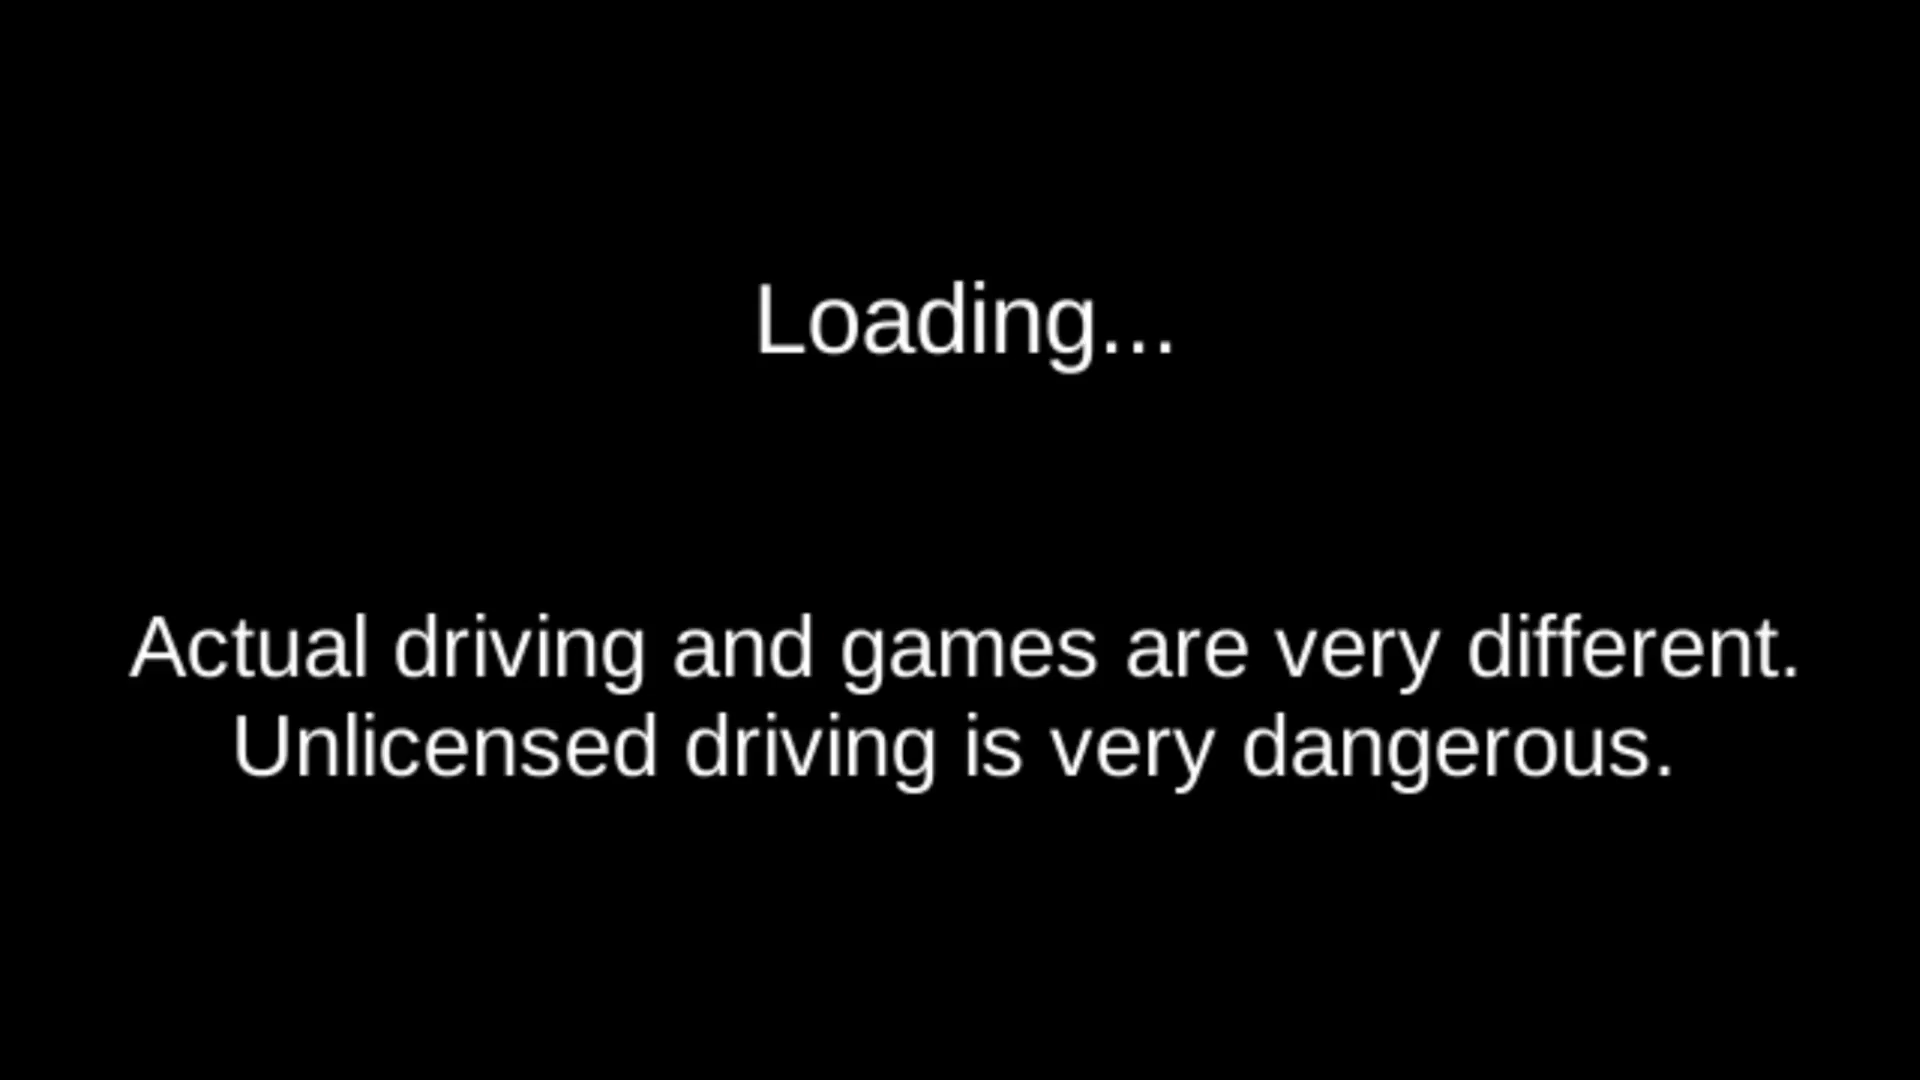 Loading...
Actual driving and games are very different.
Unlicensed driving is very dangerous.